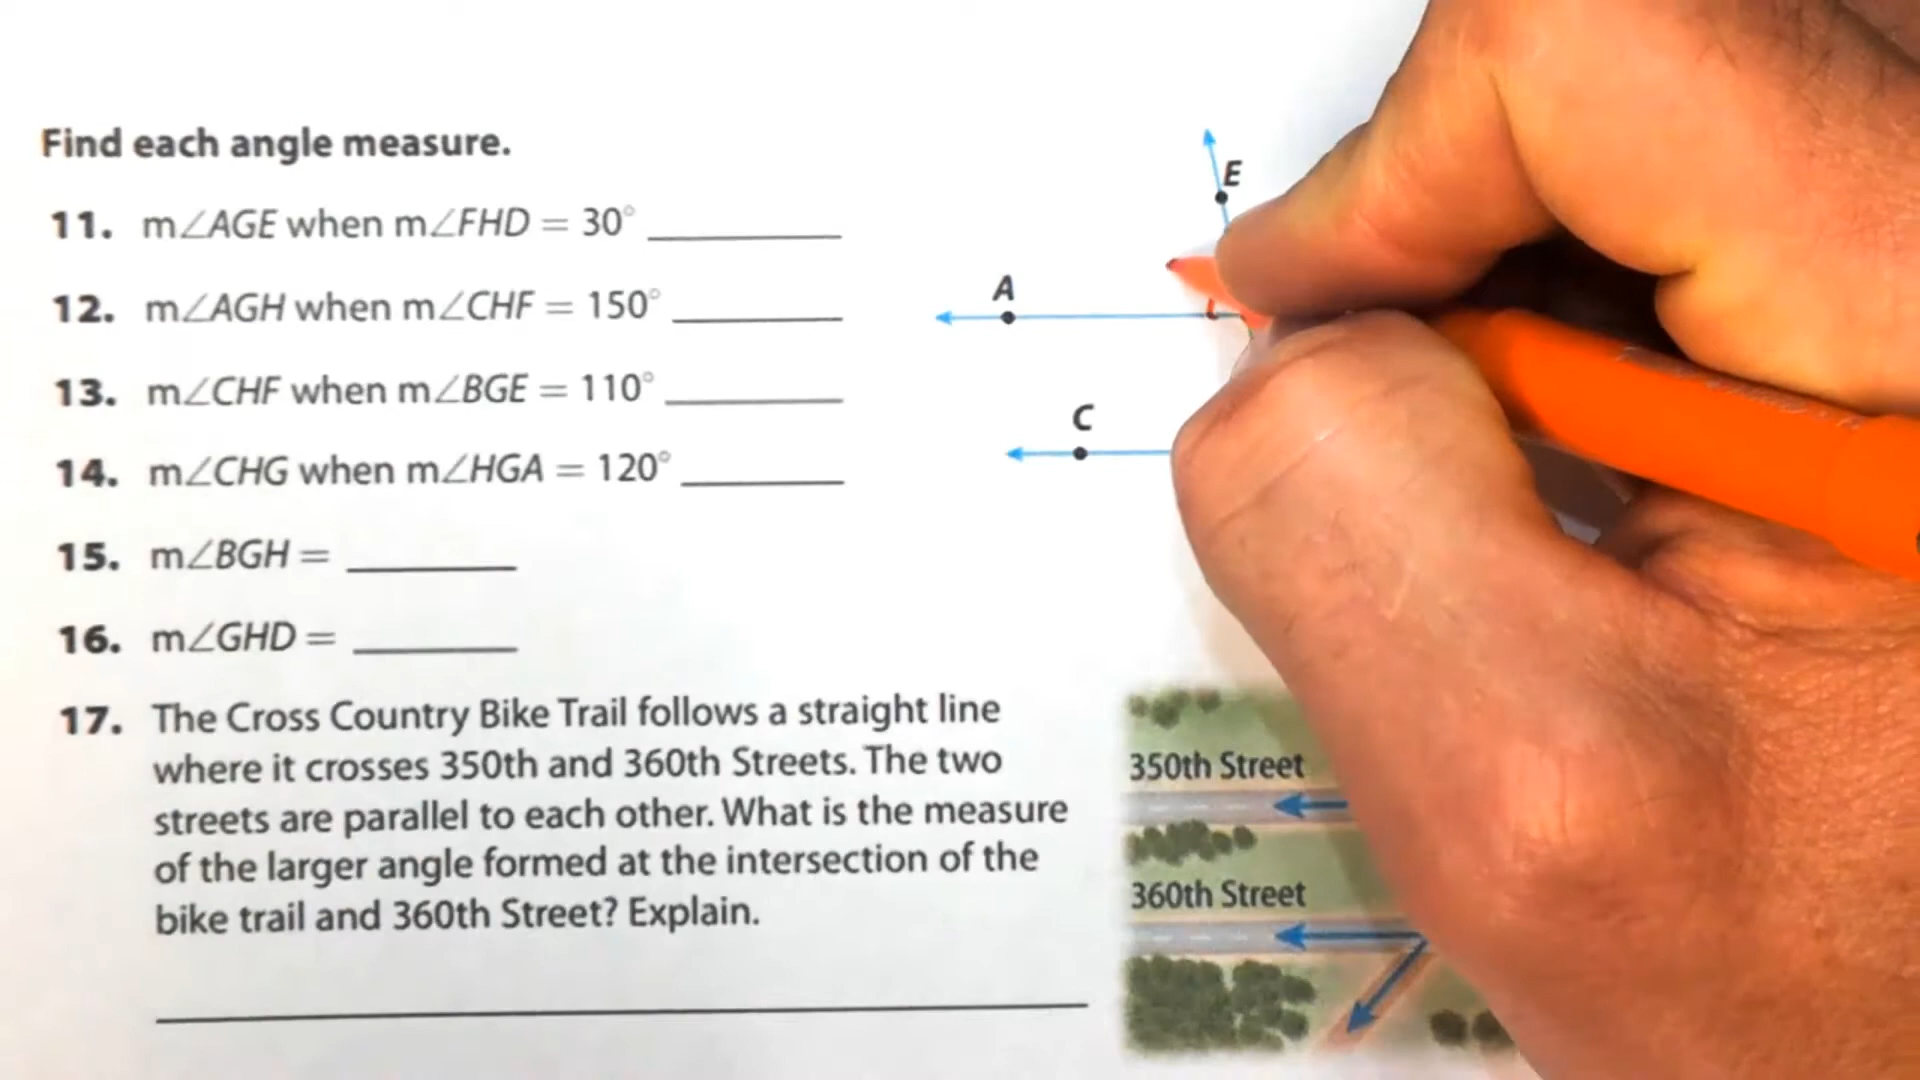 Find each angle measure.
11. m∠AGE when m∠FHD = 30° ________
12. m∠AGH when m∠CHF = 150° ________
13. m∠CHF when m∠BGE = 110° ________
14. m∠CHG when m∠HGA = 120° ________
15. m∠BGH = ________
16. m∠GHD = ________
17. The Cross Country Bike Trail follows a straight line
where it crosses 350th and 360th Streets. The two
streets are parallel to each other. What is the measure
of the larger angle formed at the intersection of the
bike trail and 360th Street? Explain.
E
A
C
350th Street
360th Street